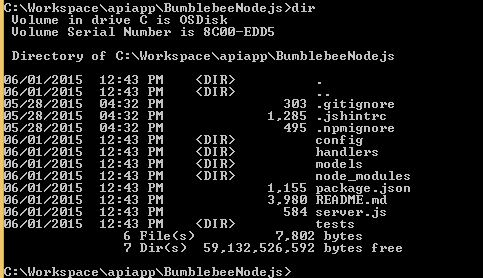 C:\Workspace\apiapp\BumblebeeNodejs>dir
 Volume in drive C is OSDisk
 Volume Serial Number is 8C00-EDD5

 Directory of C:\Workspace\apiapp\BumblebeeNodejs

06/01/2015  12:43 PM    <DIR>          .
06/01/2015  12:43 PM    <DIR>          ..
05/28/2015  04:32 PM               303 .gitignore
05/28/2015  04:32 PM             1,285 .jshintrc
05/28/2015  04:32 PM               495 .npmignore
06/01/2015  12:43 PM    <DIR>          config
06/01/2015  12:43 PM    <DIR>          handlers
06/01/2015  12:43 PM    <DIR>          models
06/01/2015  12:43 PM    <DIR>          node_modules
06/01/2015  12:43 PM             1,155 package.json
06/01/2015  12:43 PM             3,980 README.md
06/01/2015  12:43 PM               584 server.js
06/01/2015  12:43 PM    <DIR>          tests
               6 File(s)          7,802 bytes
               7 Dir(s)  59,132,526,592 bytes free

C:\Workspace\apiapp\BumblebeeNodejs>